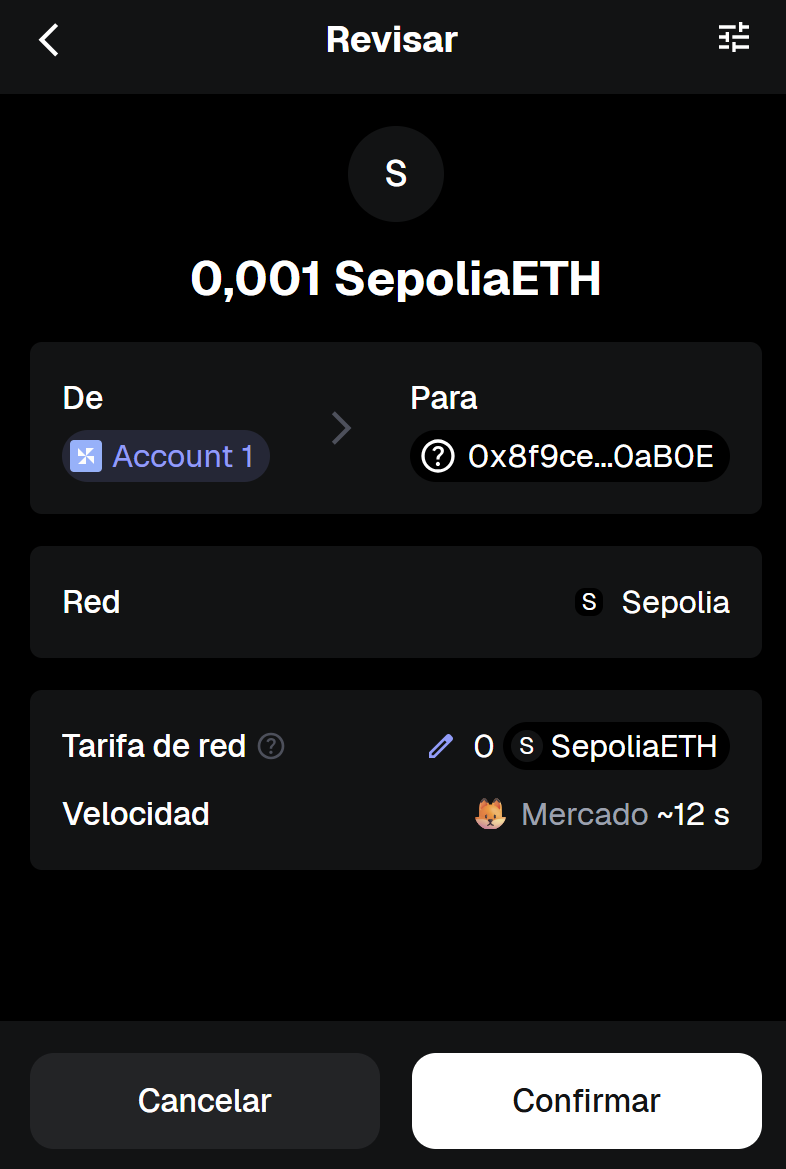 Revisar
S
0,001 SepoliaETH
De
Para
Account 1
0x8f9ce...0aB0E
Red
S Sepolia
Tarifa de red
0 S SepoliaETH
Velocidad
Mercado ~12 s
Cancelar
Confirmar